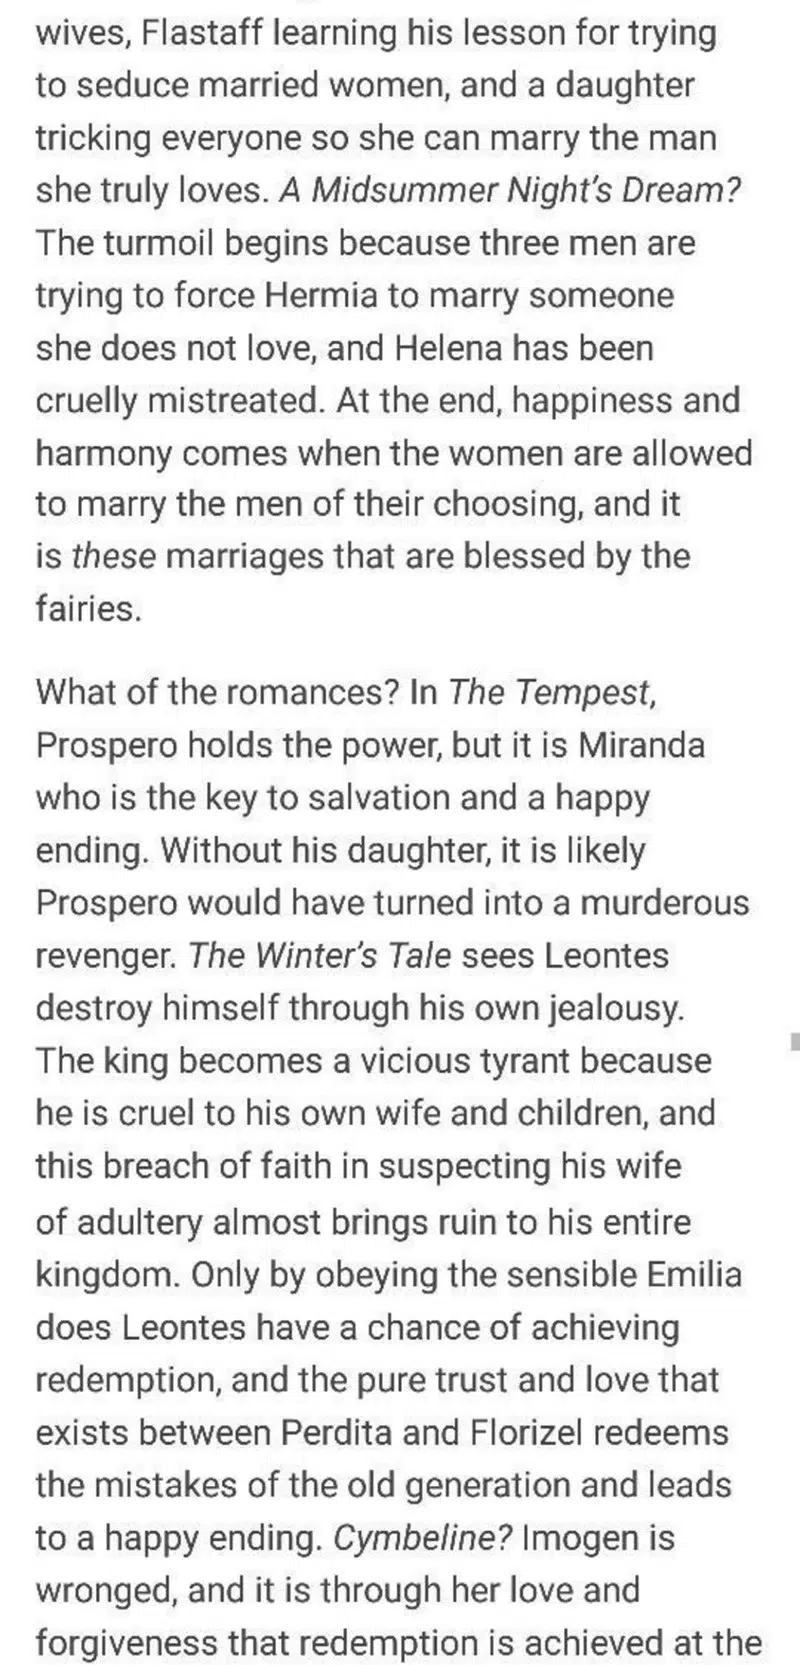 wives, Flastaff learning his lesson for trying
to seduce married women, and a daughter
tricking everyone so she can marry the man
she truly loves. A Midsummer Night's Dream?
The turmoil begins because three men are
trying to force Hermia to marry someone
she does not love, and Helena has been
cruelly mistreated. At the end, happiness and
harmony comes when the women are allowed
to marry the men of their choosing, and it
is these marriages that are blessed by the
fairies.
What of the romances? In The Tempest,
Prospero holds the power, but it is Miranda
who is the key to salvation and a happy
ending. Without his daughter, it is likely
Prospero would have turned into a murderous
revenger. The Winter's Tale sees Leontes
destroy himself through his own jealousy.
The king becomes a vicious tyrant because
he is cruel to his own wife and children, and
this breach of faith in suspecting his wife
of adultery almost brings ruin to his entire
kingdom. Only by obeying the sensible Emilia
does Leontes have a chance of achieving
redemption, and the pure trust and love that
exists between Perdita and Florizel redeems
the mistakes of the old generation and leads
to a happy ending. Cymbeline? Imogen is
wronged, and it is through her love and
forgiveness that redemption is achieved at the